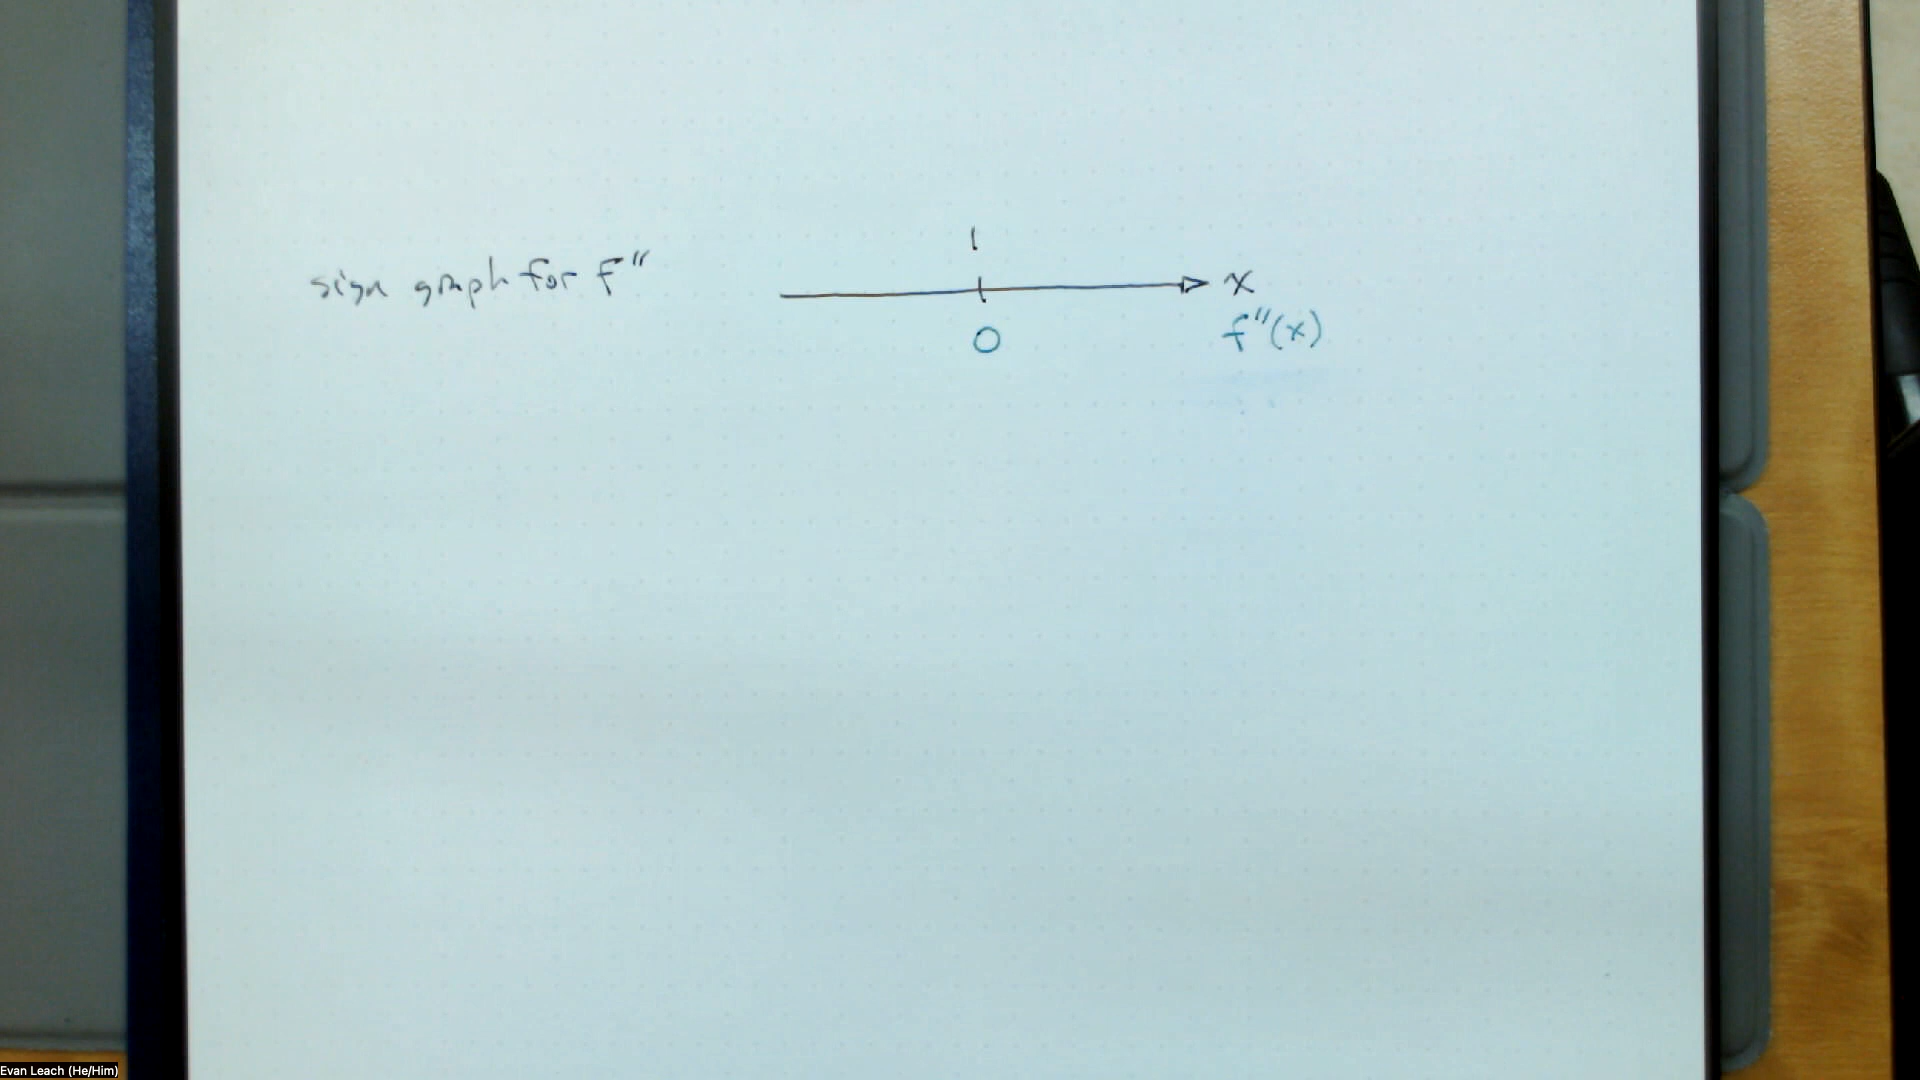 sign graph for f"
1
x
0
f"(x)
Evan Leach (He/Him)